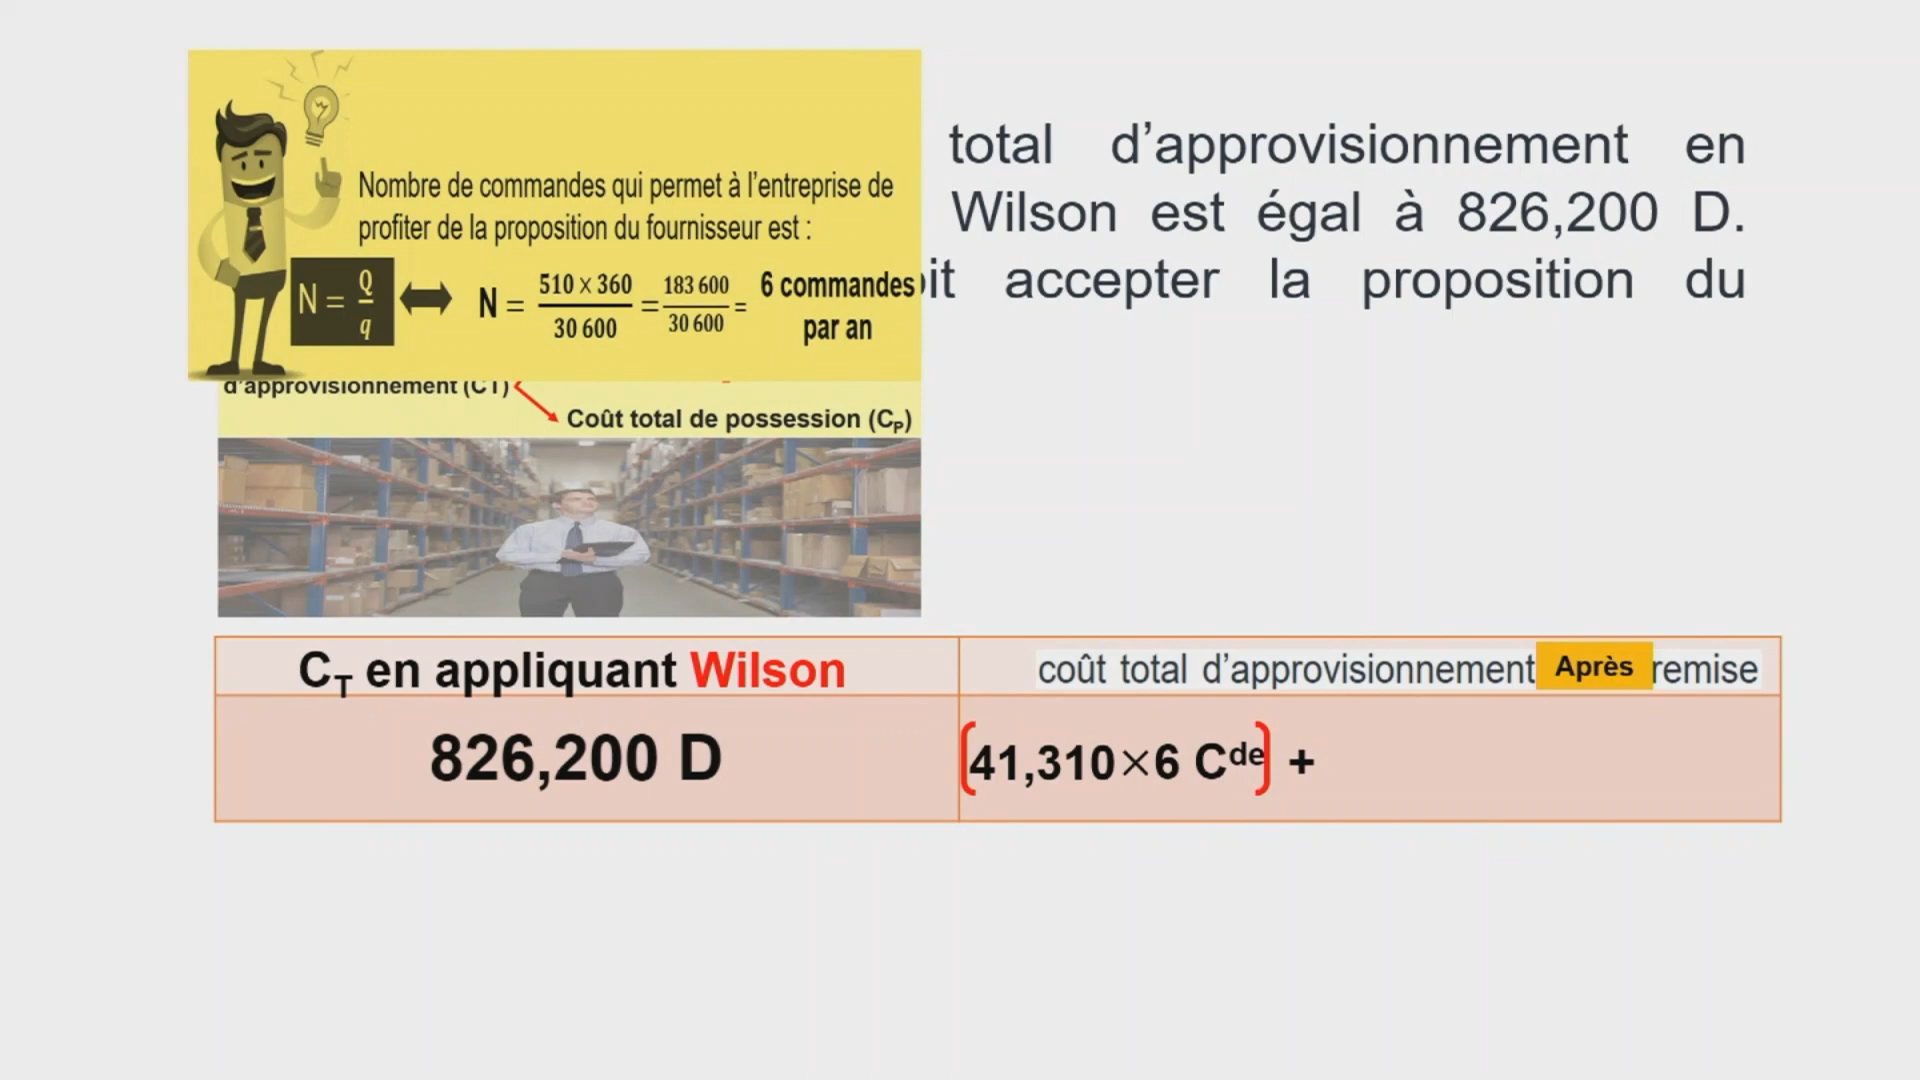 total d’approvisionnement en
Wilson est égal à 826,200 D.
accepter la proposition du
Nombre de commandes qui permet à l’entreprise de
profiter de la proposition du fournisseur est :
N = Q/q ⟺ N = 510 × 360 / 30 600 = 183 600 / 30 600 = 6 commandes par an
d’approvisionnement (CT)
Coût total de possession (CP)
CT en appliquant Wilson
coût total d’approvisionnement Après remise
826,200 D
(41,310×6 Cde) +